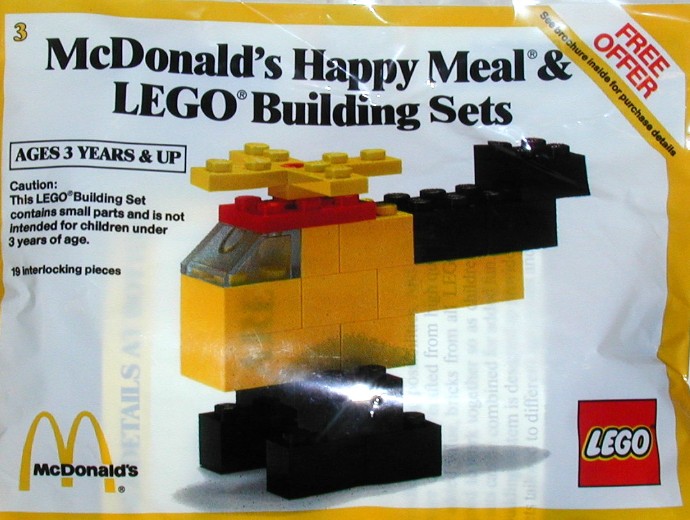 3
McDonald's Happy Meal® &
LEGO® Building Sets
FREE
OFFER
See brochure inside for purchase details
AGES 3 YEARS & UP
Caution:
This LEGO® Building Set
contains small parts and is not
intended for children under
3 years of age.
19 interlocking pieces
McDonald's®
LEGO